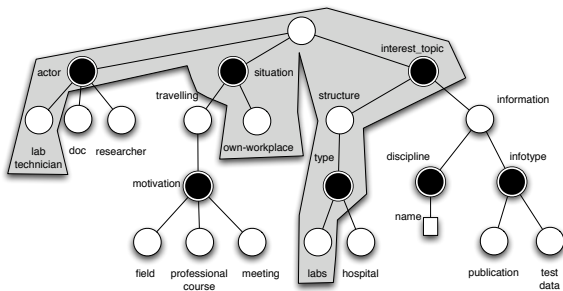 interest_topic
actor
situation
travelling
structure
information
lab
technician
doc
researcher
own-workplace
type
discipline
infotype
motivation
name
field
professional
course
meeting
labs
hospital
publication
test
data